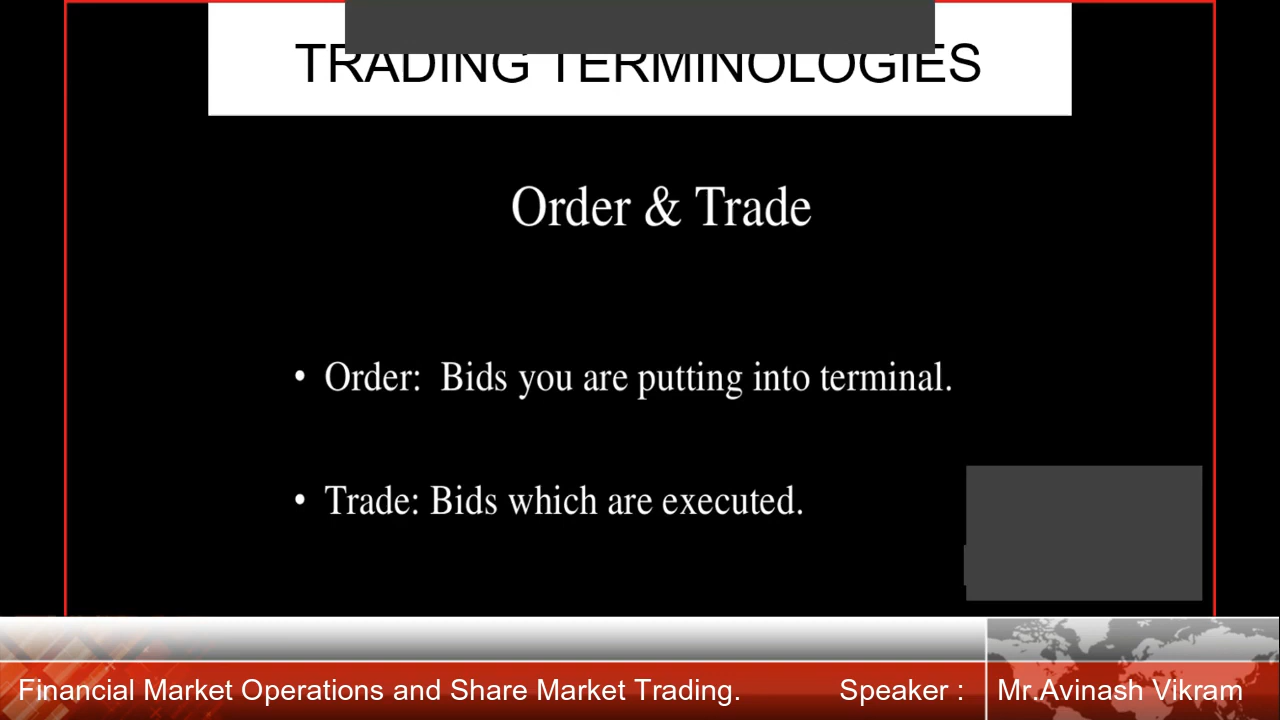 TRADING TERMINOLOGIES
Order & Trade
• Order: Bids you are putting into terminal.
• Trade: Bids which are executed.
Financial Market Operations and Share Market Trading. Speaker : Mr.Avinash Vikram